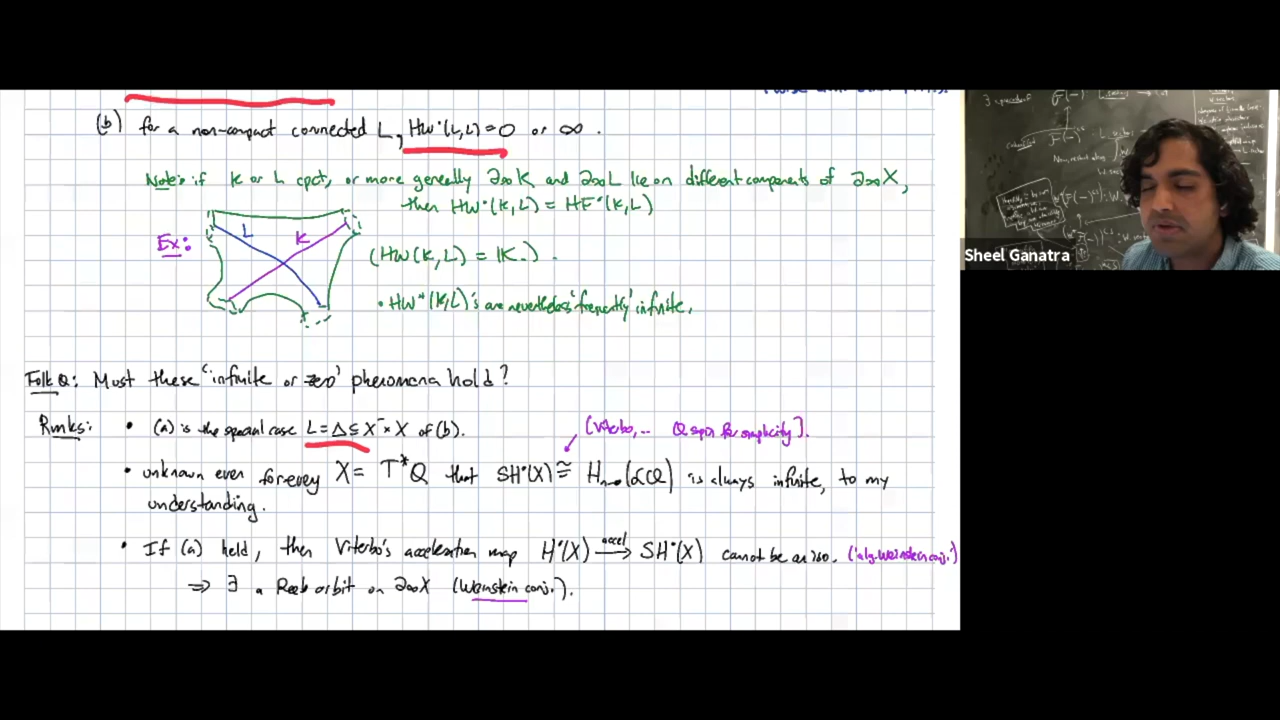 (b) for a non-compact connected L, HW•(L,L) = 0 or ∞.
Note: if K or L cpct, or more generally ∂∞K and ∂∞L lie on different components of ∂∞X,
then HW•(K,L) = HF•(K,L)
Ex:
L
K
(HW(K,L) = |K.) .
• HW*(K,L)'s are nevertheless 'frequently' infinite.
Folk Q: Must these 'infinite or zero' phenomena hold?
Rmks: • (a) is the special case L = Δ ⊆ X⁻ × X of (b).
(Viterbo, ... Q spin for simplicity).
• unknown even for every X = T*Q that SH•(X) ≅ Hn-•(ℒQ) is always infinite, to my
understanding.
• If (a) held, then Viterbo's acceleration map H•(X) accel→ SH•(X) cannot be an iso. ('alg. Weinstein conj.')
⇒ ∃ a Reeb orbit on ∂∞X (Weinstein conj.).
Sheel Ganatra